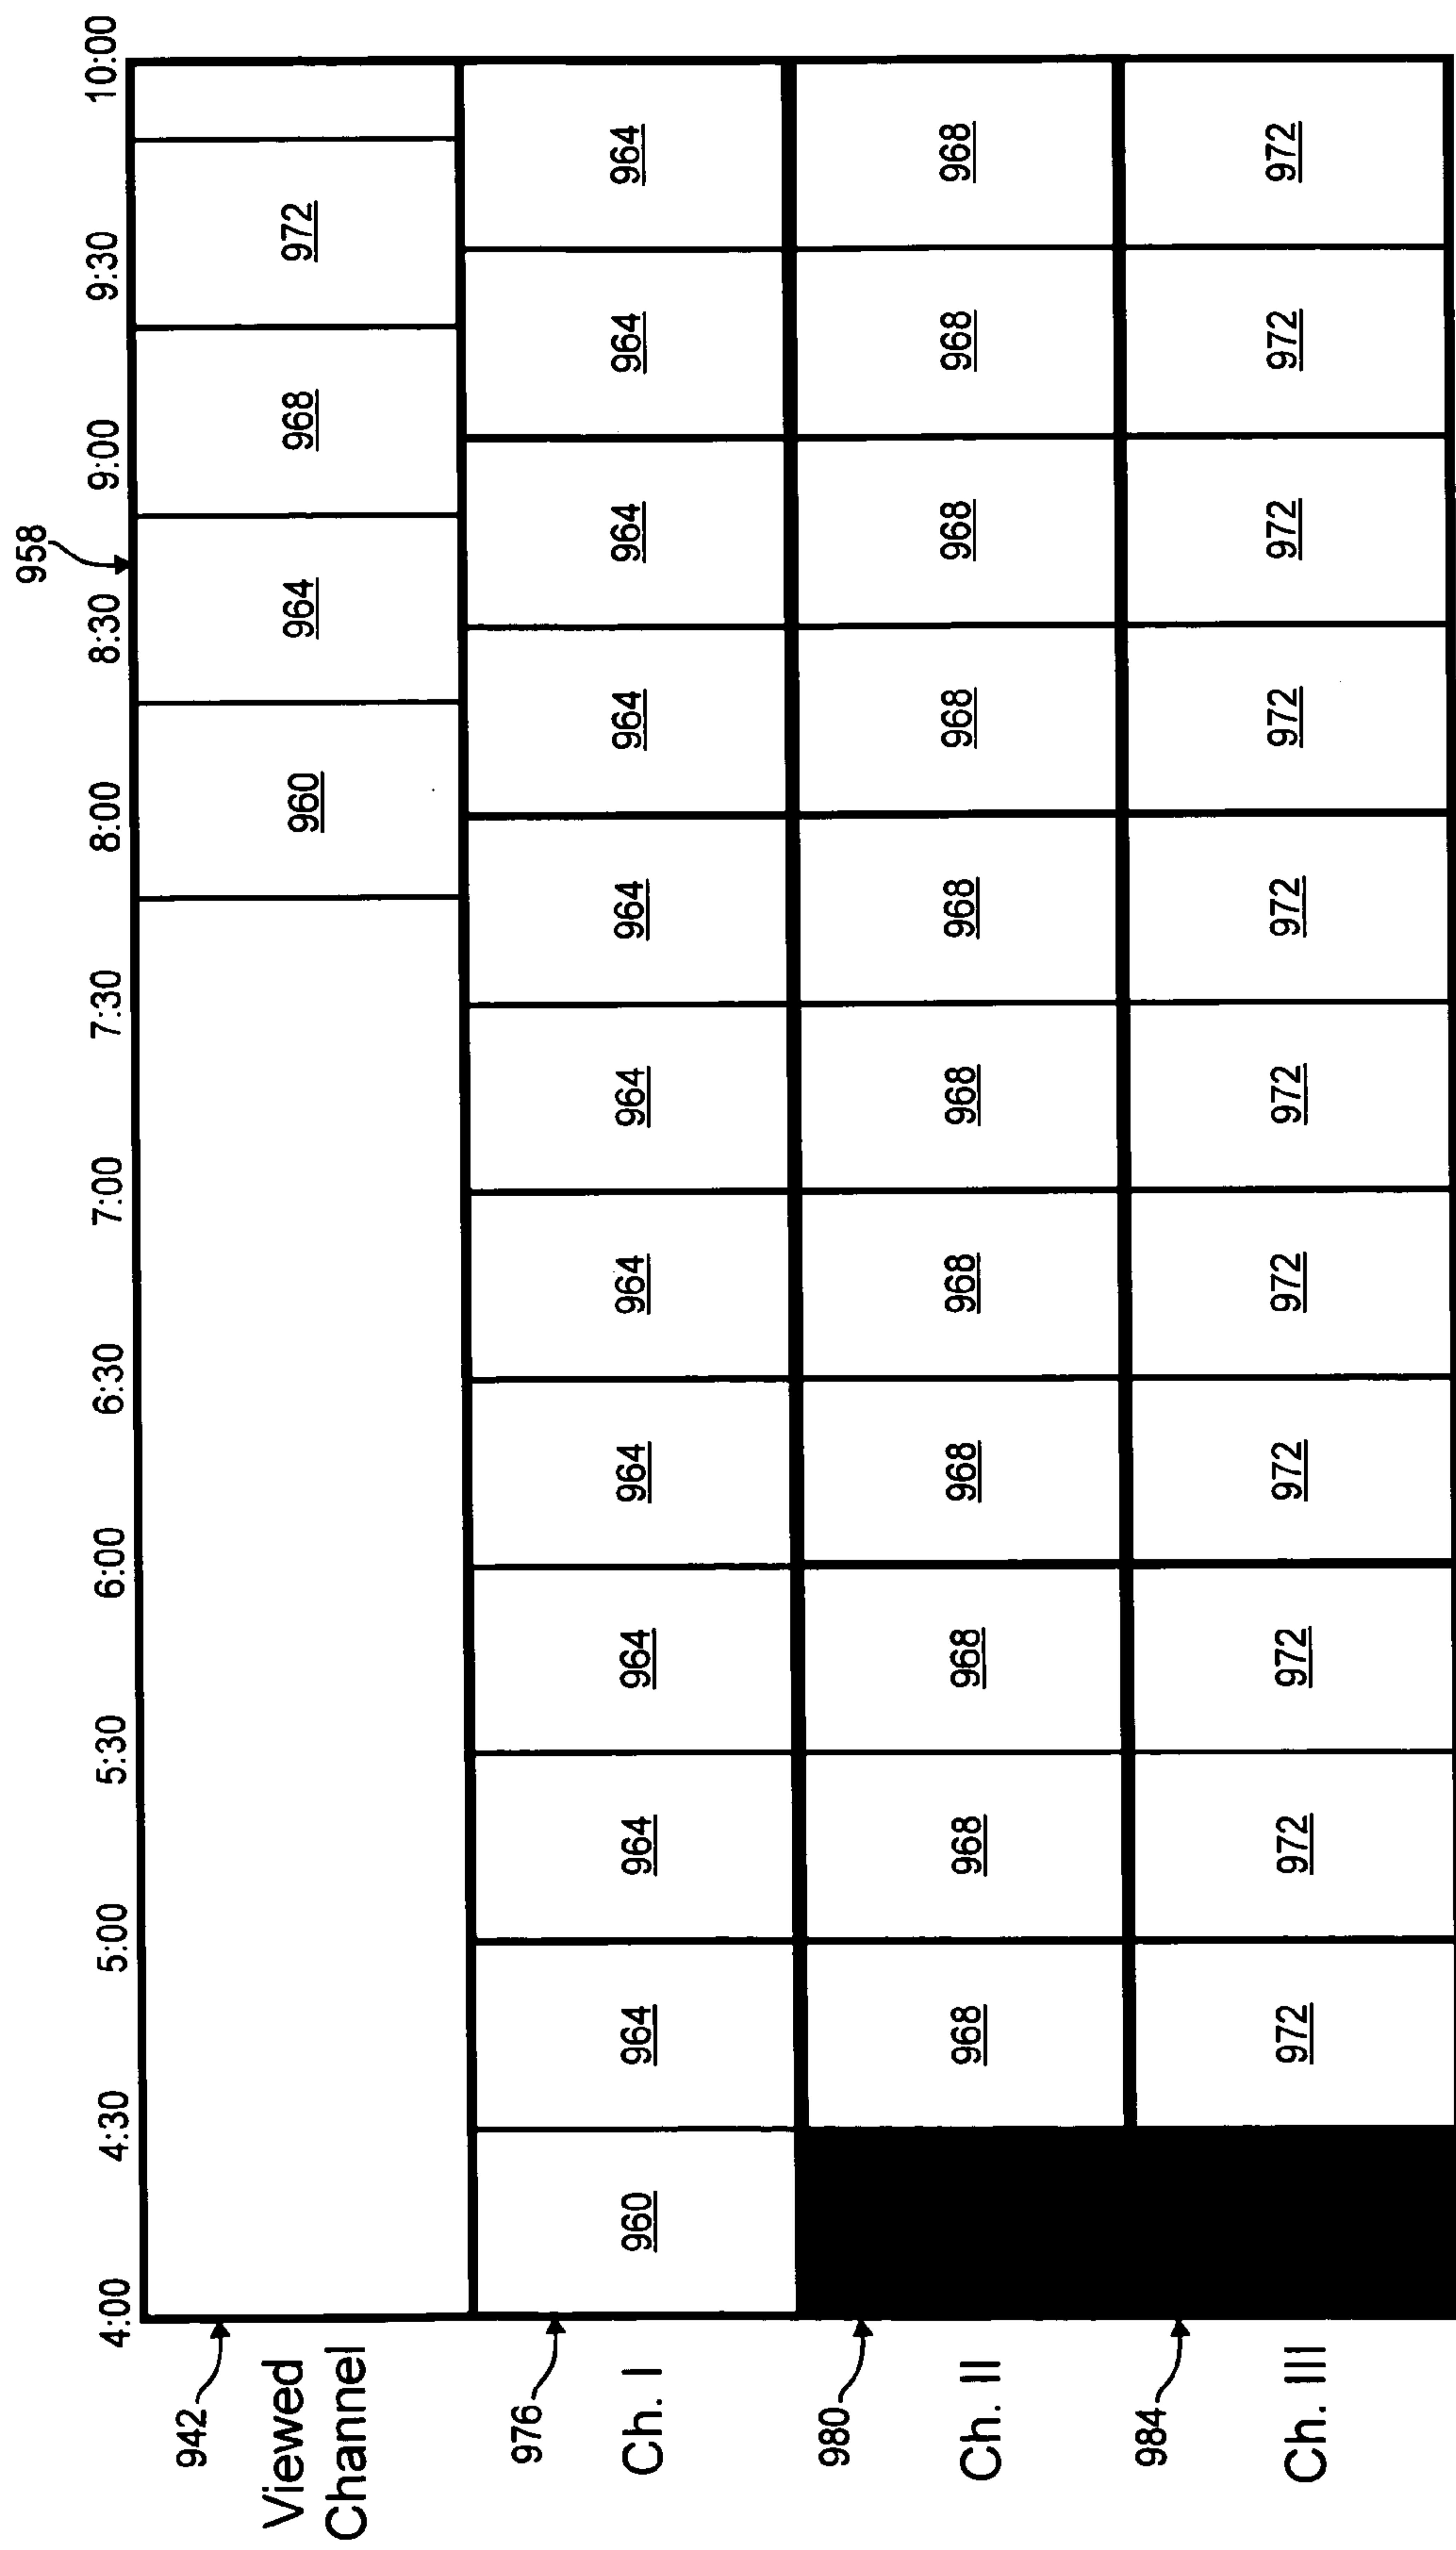 958
4:00 4:30 5:00 5:30 6:00 6:30 7:00 7:30 8:00 8:30 9:00 9:30 10:00
942
Viewed
Channel
960 964 968 972
976
Ch. I
960 964 964 964 964 964 964 964 964 964 964 964
980
Ch. II
968 968 968 968 968 968 968 968 968 968 968
984
Ch. III
972 972 972 972 972 972 972 972 972 972 972